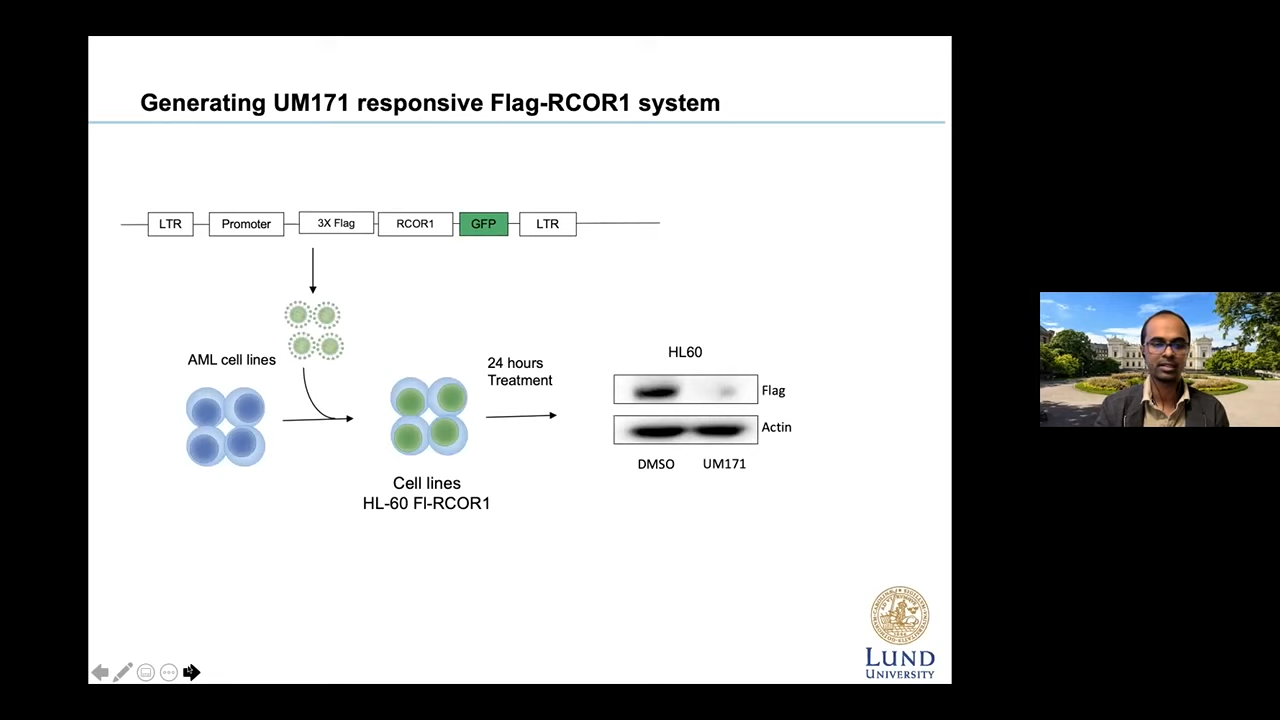 Generating UM171 responsive Flag-RCOR1 system
LTR
Promoter
3X Flag
RCOR1
GFP
LTR
AML cell lines
24 hours
Treatment
Cell lines
HL-60 Fl-RCOR1
HL60
Flag
Actin
DMSO
UM171
LUND
UNIVERSITY